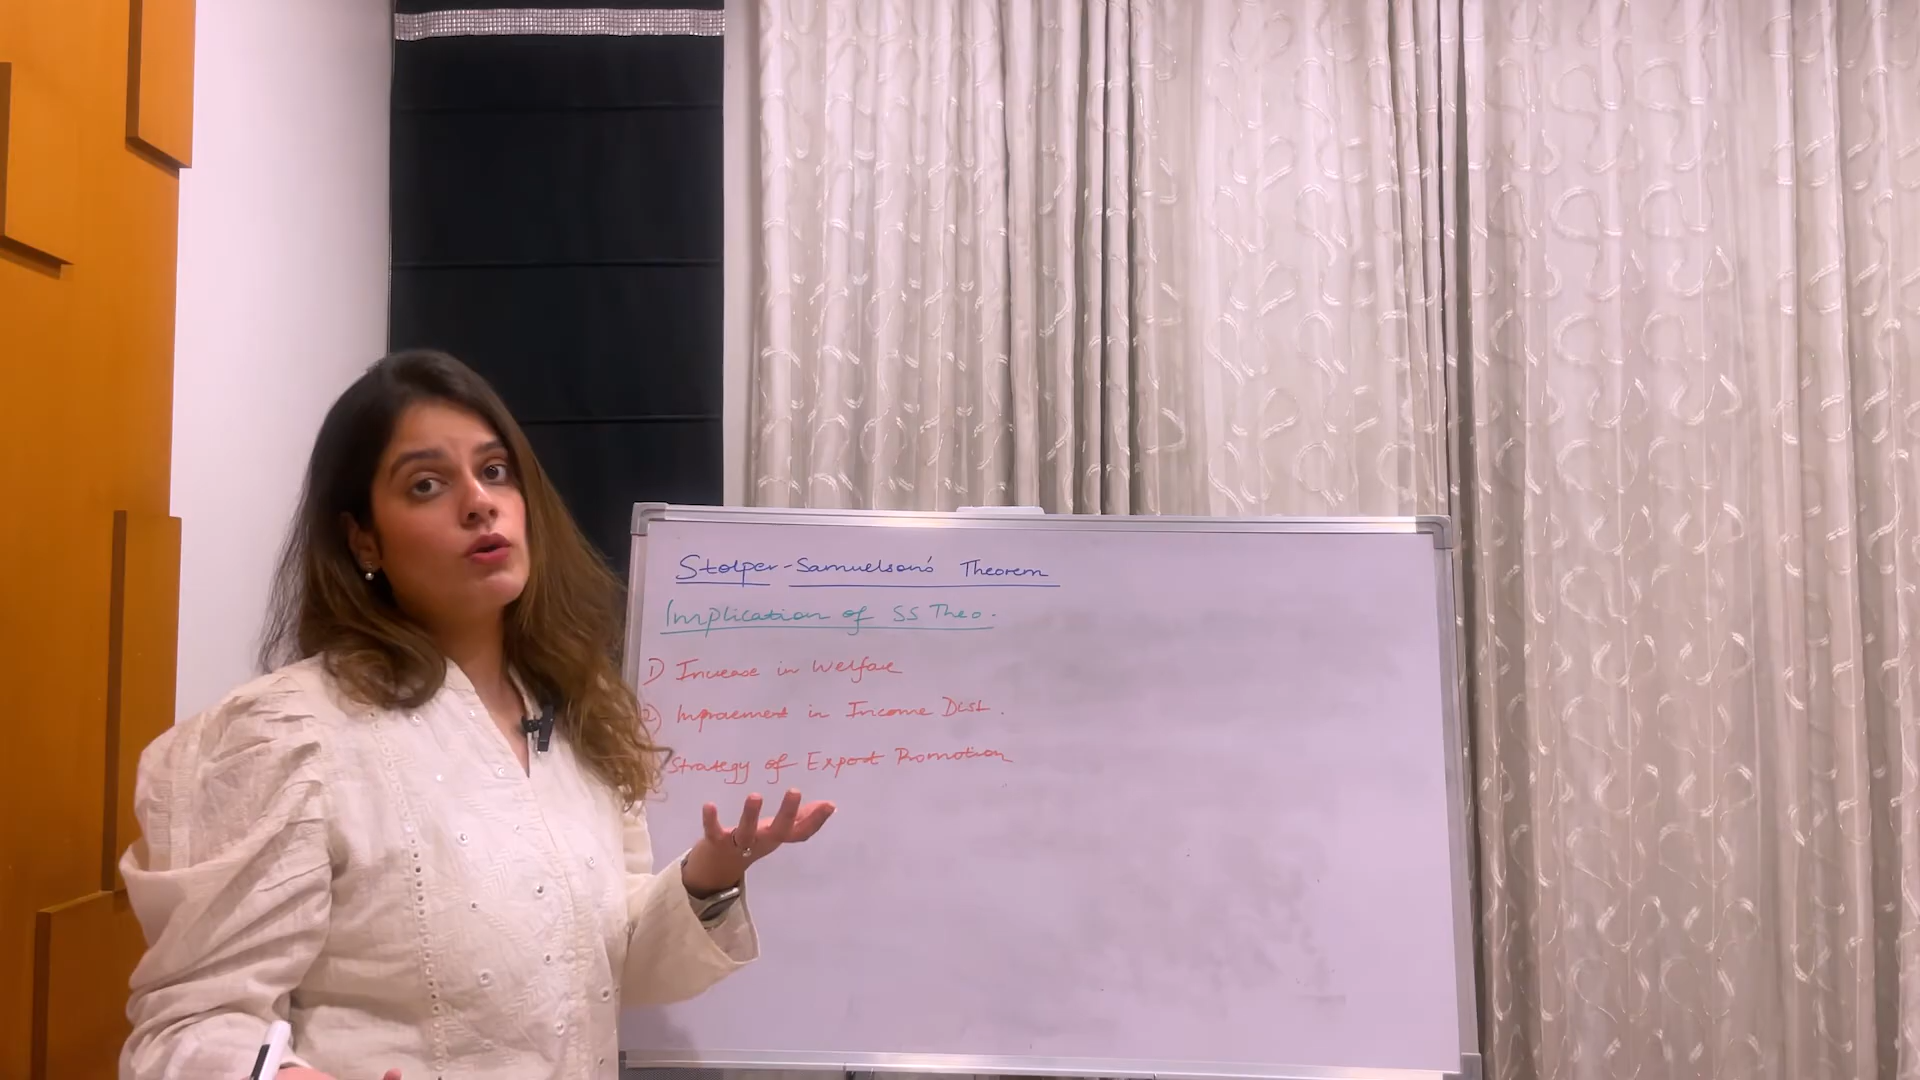 Stolper-Samuelson's Theorem
Implication of SS Theo.
1) Increase in Welfare
2) Improement in Income Dist.
Strategy of Export Promotion